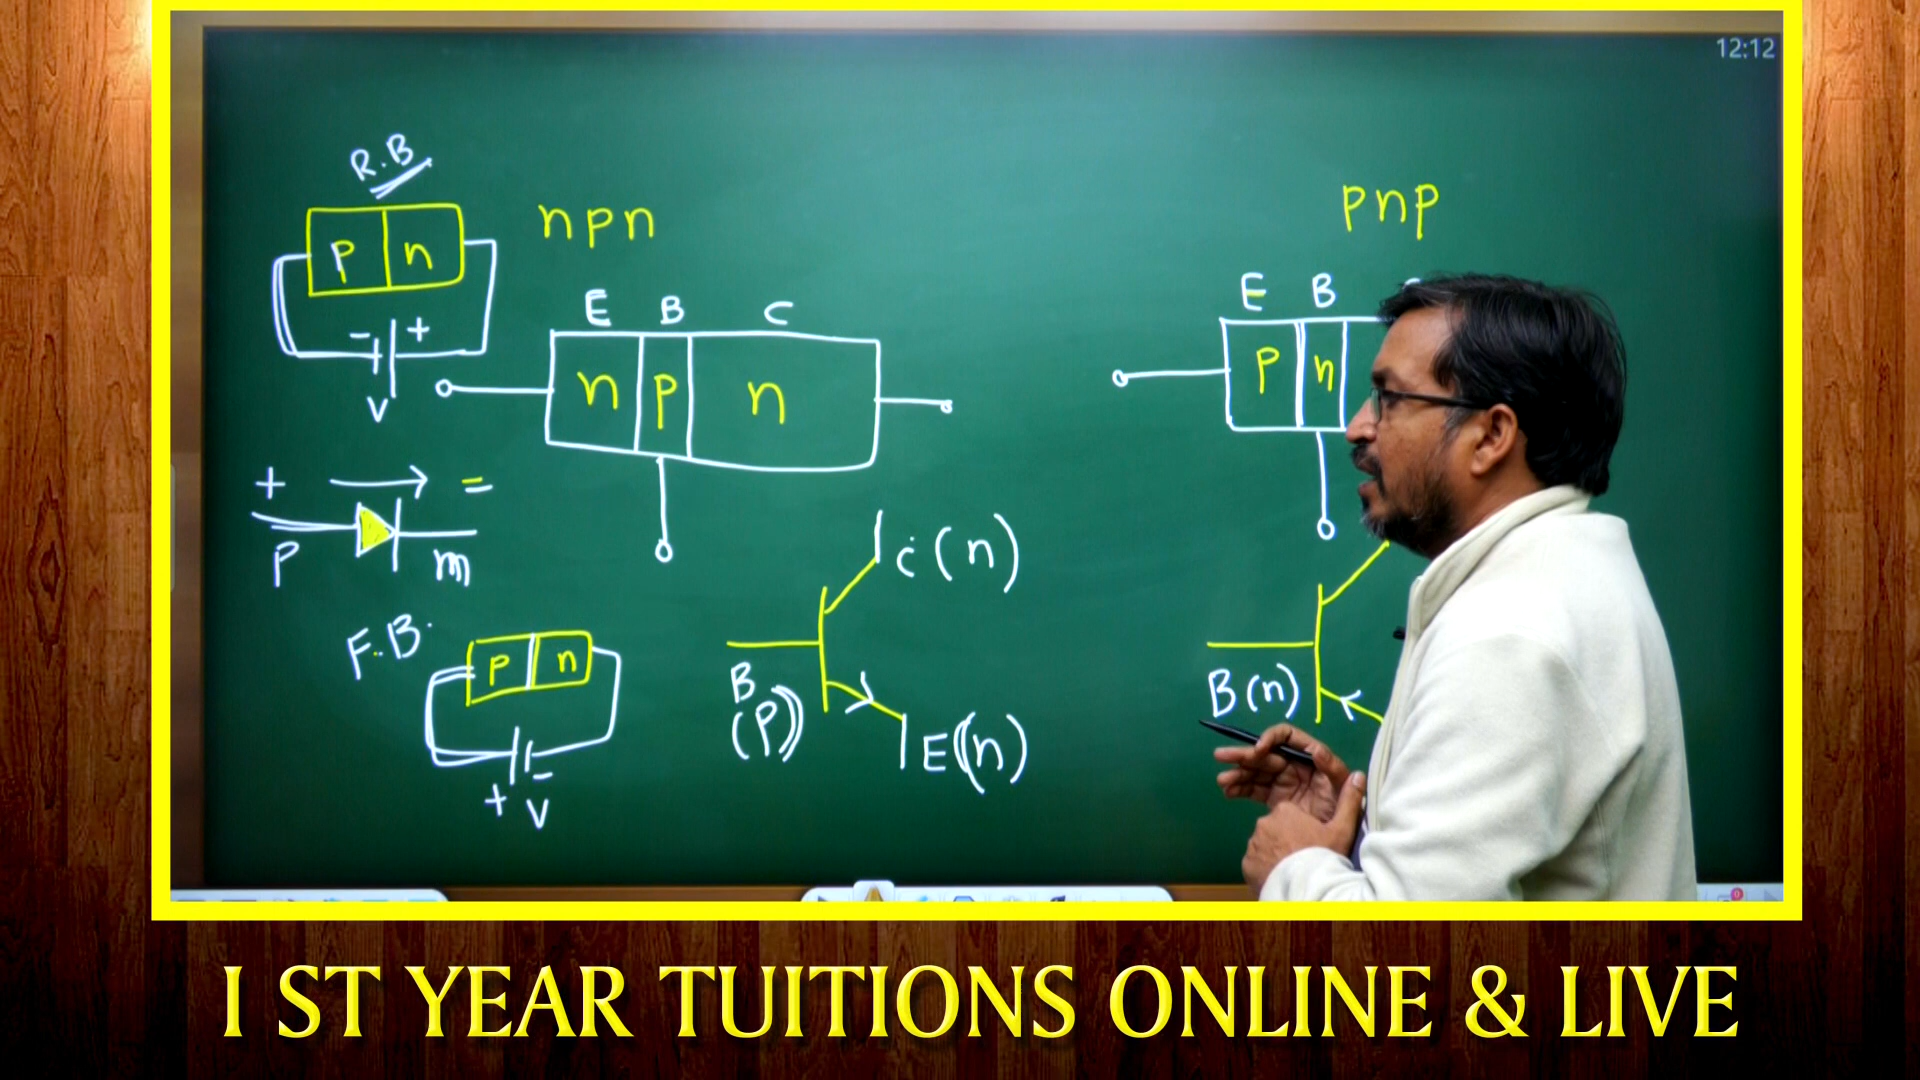 12:12
R.B
p n
- +
V
npn
E B C
n p n
pnp
E B
p n
+ =
p n
F.B.
p n
+ -
V
C (n)
B
(P)
E (n)
B (n)
I ST YEAR TUITIONS ONLINE & LIVE